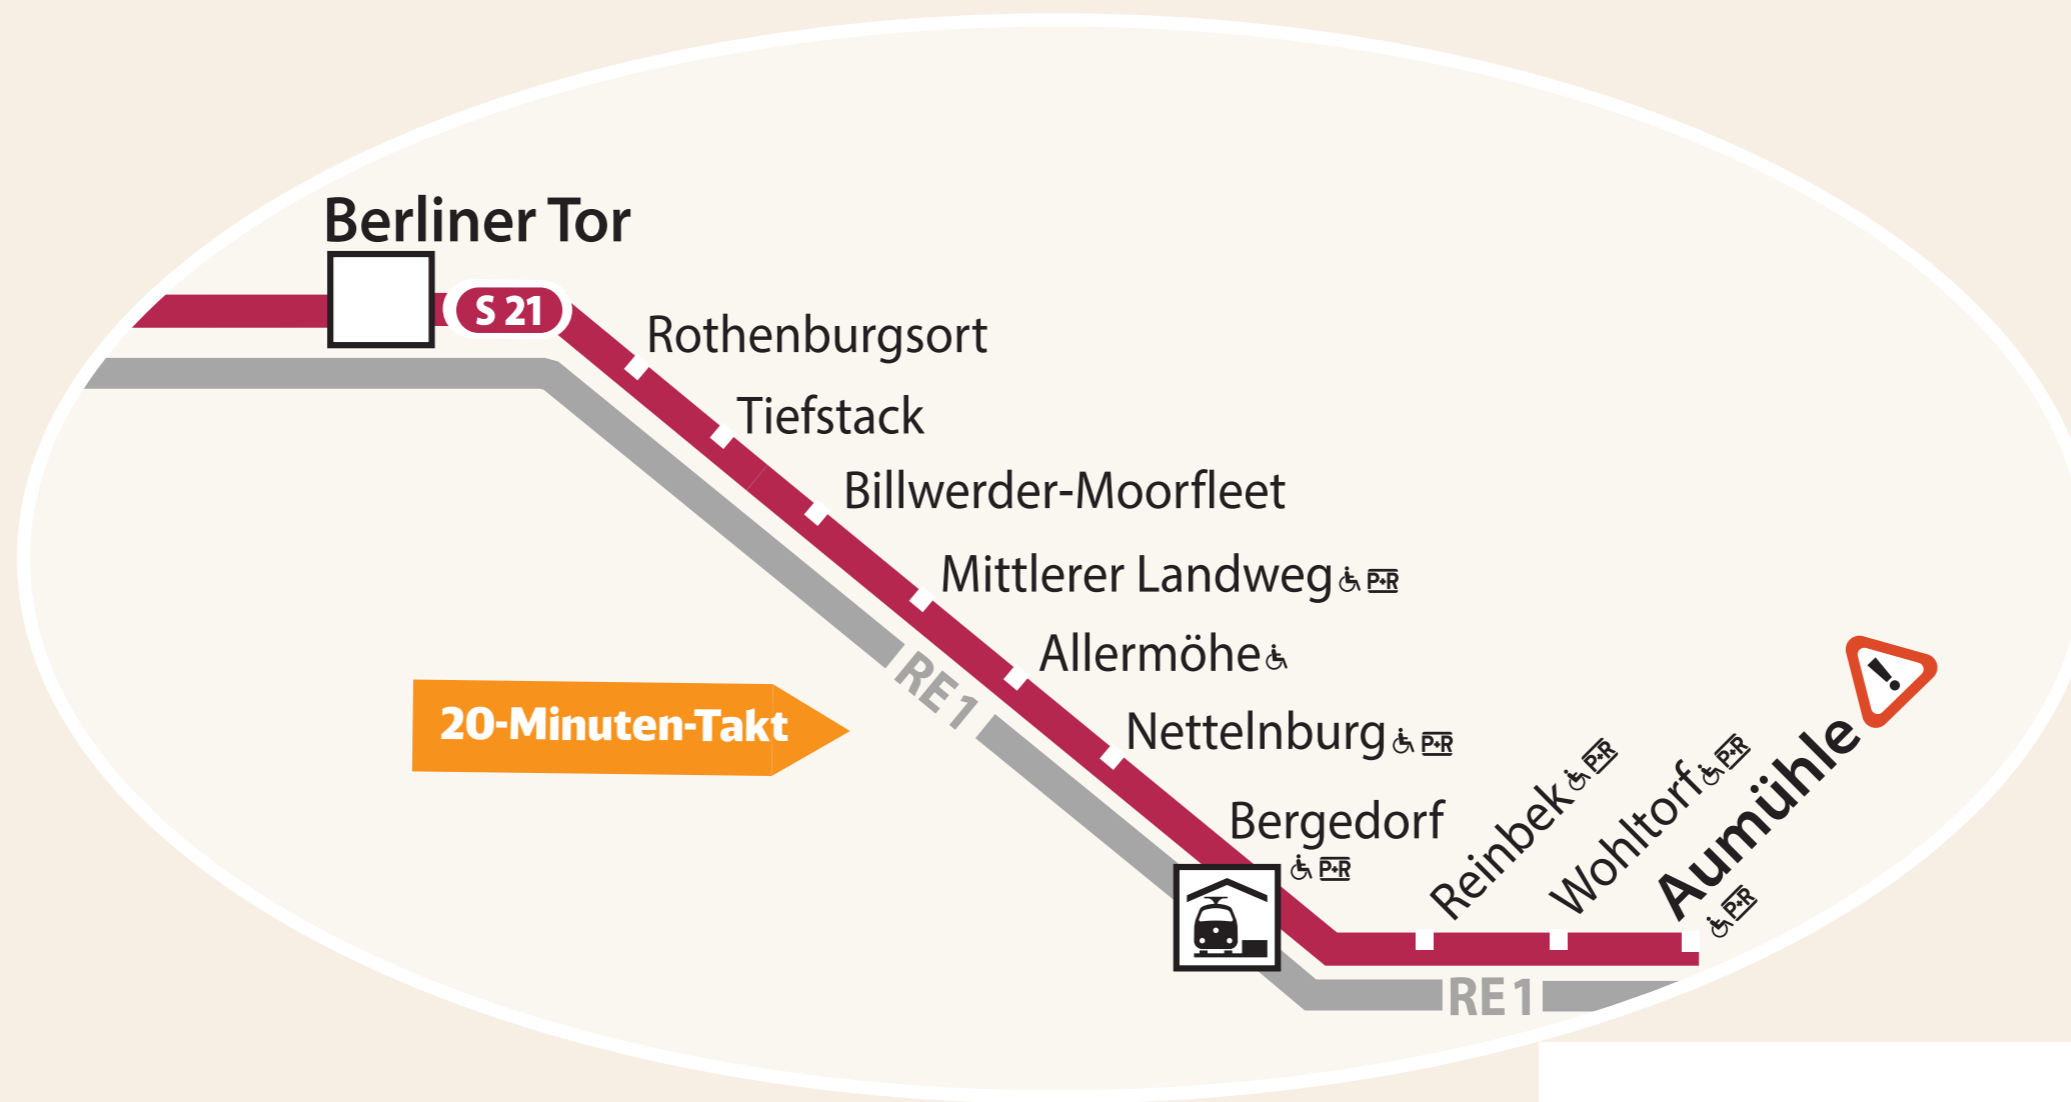 Berliner Tor
S 21
Rothenburgsort
Tiefstack
Billwerder-Moorfleet
Mittlerer Landweg P+R
Allermöhe
RE 1
20-Minuten-Takt
Nettelnburg P+R
Bergedorf
P+R
Reinbek P+R
Wohltorf P+R
Aumühle !
P+R
RE 1